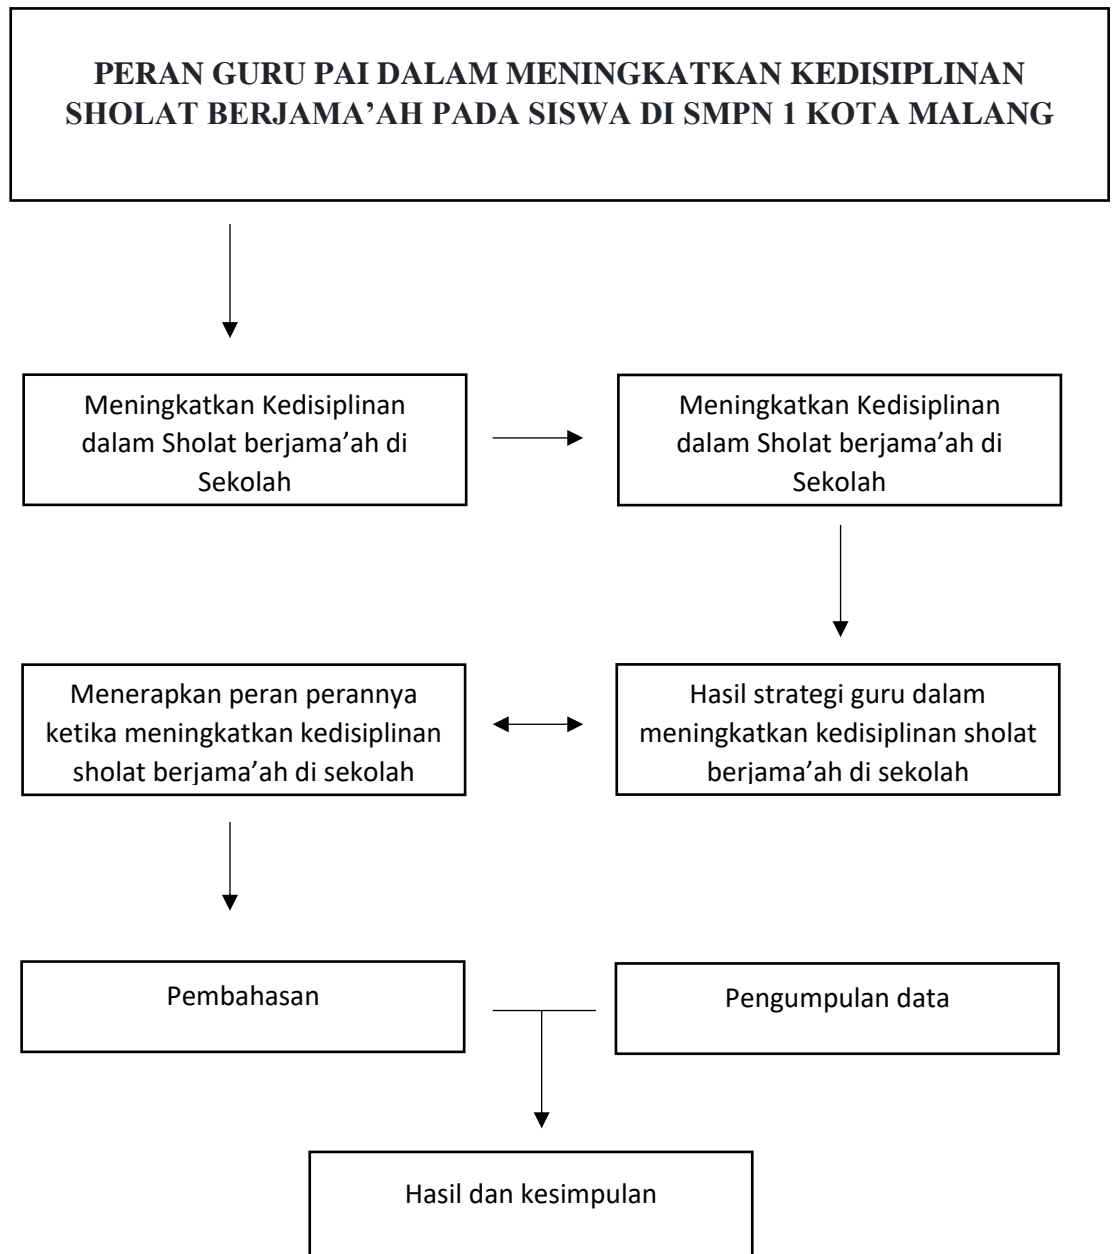 PERAN GURU PAI DALAM MENINGKATKAN KEDISIPLINAN
SHOLAT BERJAMA’AH PADA SISWA DI SMPN 1 KOTA MALANG
Meningkatkan Kedisiplinan
dalam Sholat berjama’ah di
Sekolah
Meningkatkan Kedisiplinan
dalam Sholat berjama’ah di
Sekolah
Menerapkan peran perannya
ketika meningkatkan kedisiplinan
sholat berjama’ah di sekolah
Hasil strategi guru dalam
meningkatkan kedisiplinan sholat
berjama’ah di sekolah
Pembahasan
Pengumpulan data
Hasil dan kesimpulan